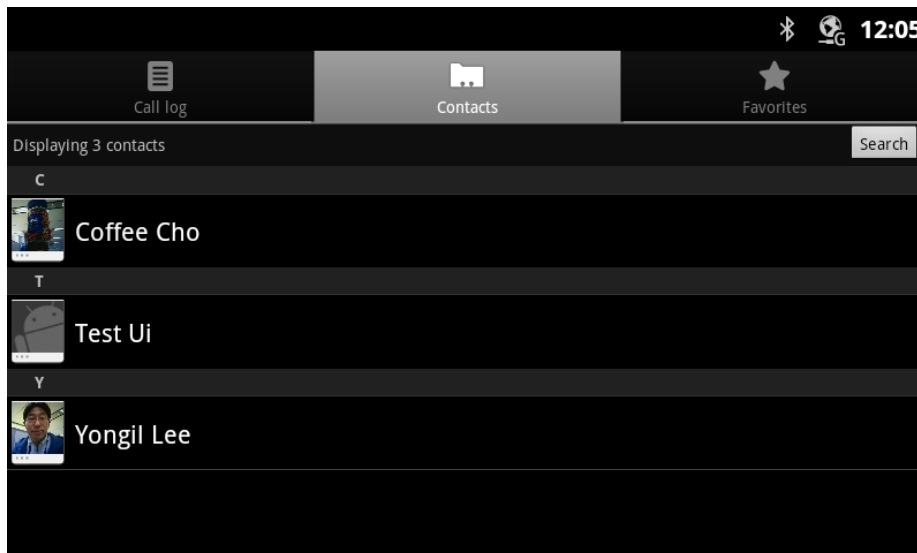 G 12:05
Call log Contacts Favorites
Displaying 3 contacts Search
C
Coffee Cho
T
Test Ui
Y
Yongil Lee